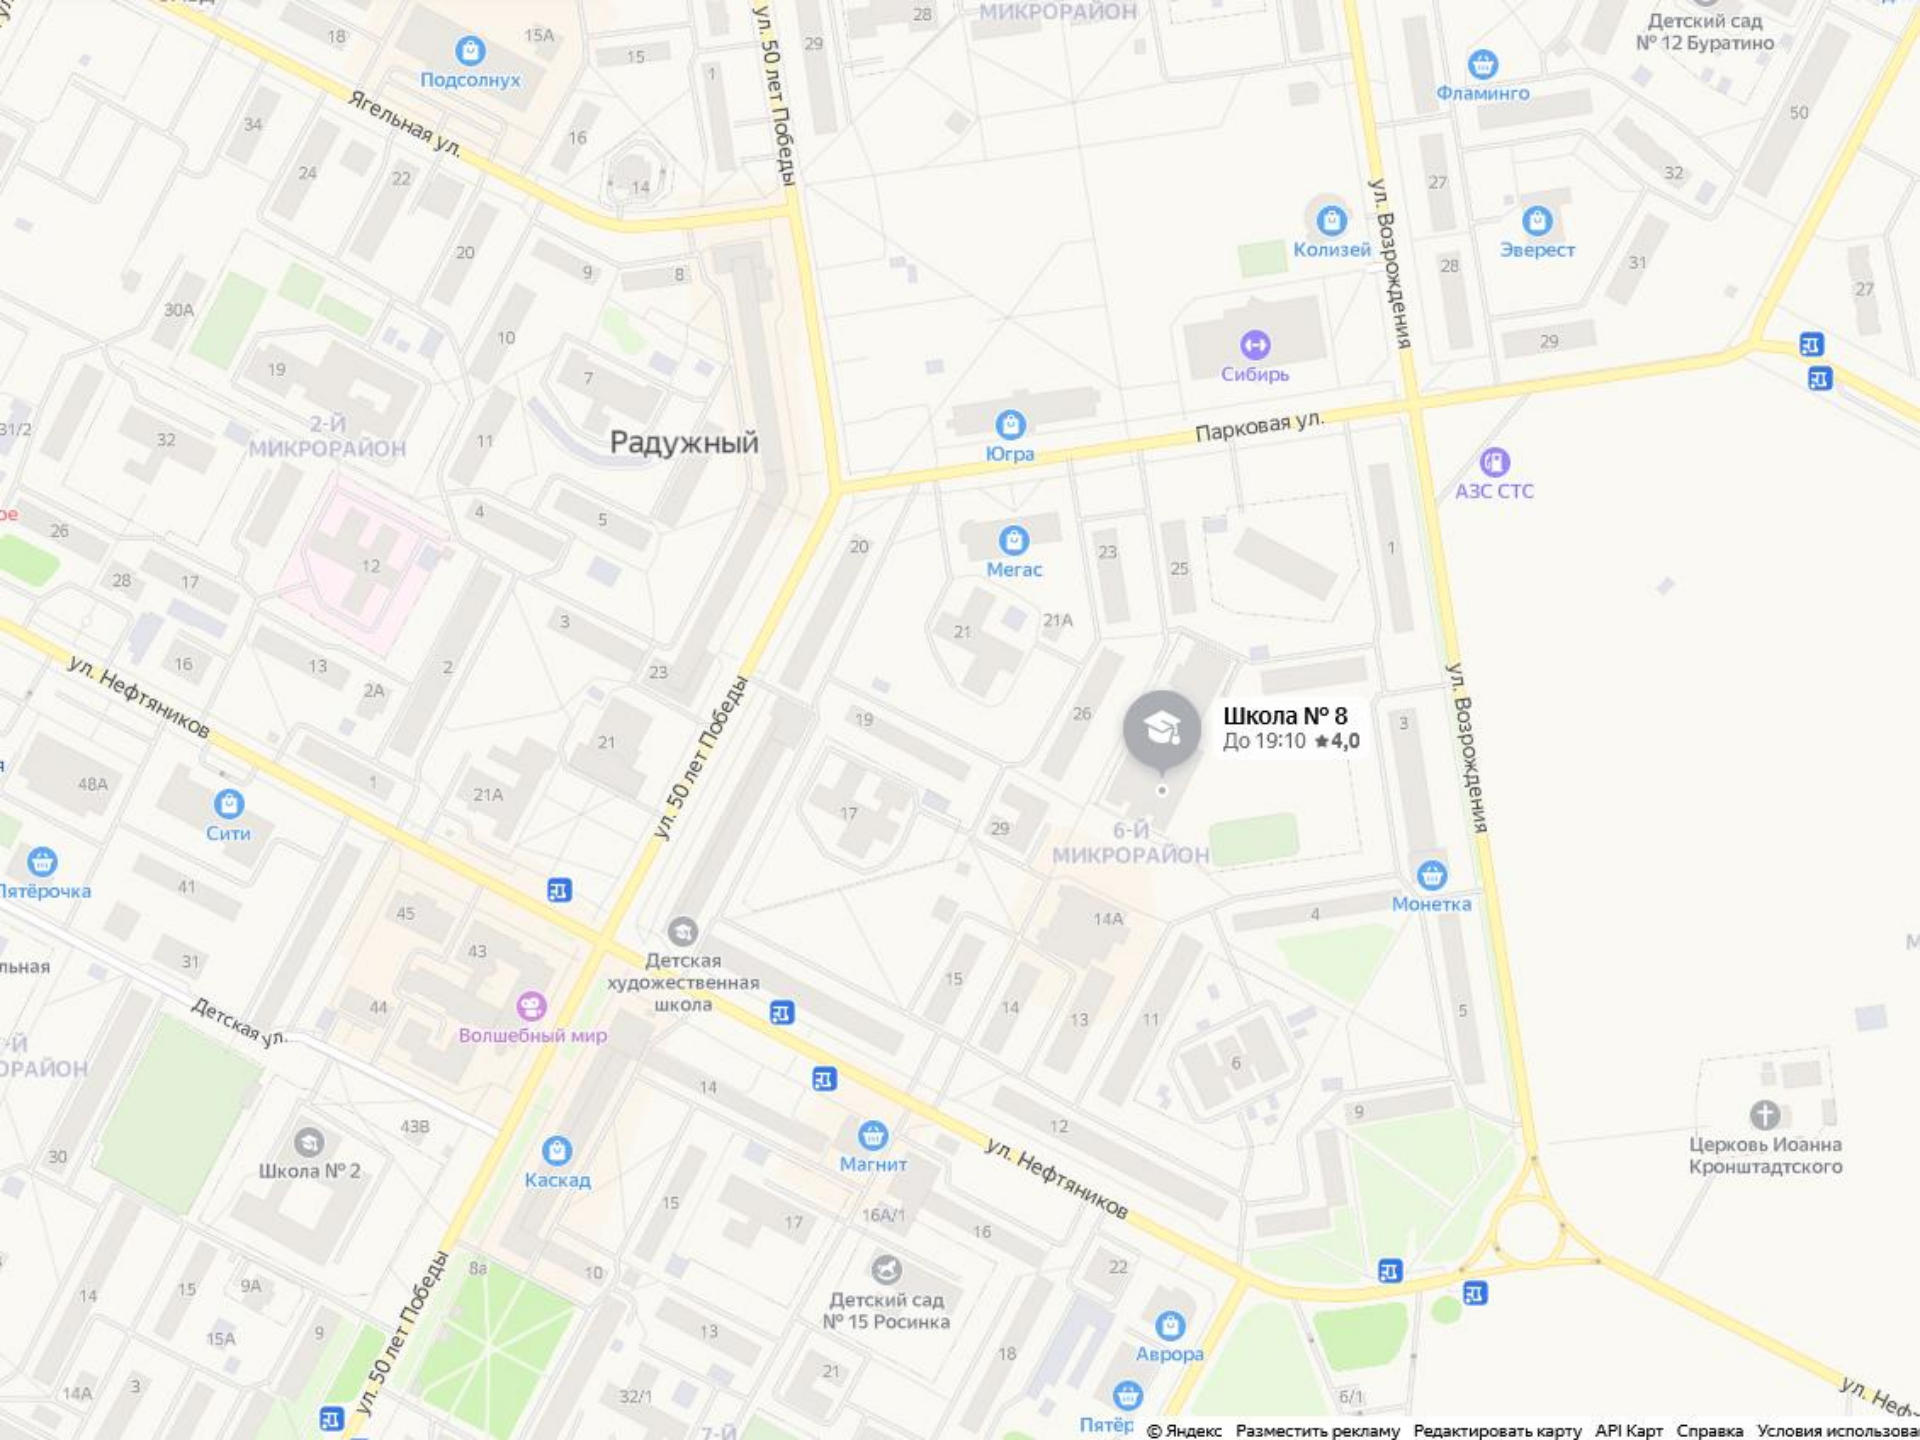 28
МИКРОРАЙОН
Детский сад
№ 12 Буратино
18
15А
Подсолнух
15
1
29
ул. 50 лет Победы
Фламинго
50
Ягельная ул.
34
24
22
16
14
27
32
ул. Возрождения
Колизей
Эверест
20
9
8
28
31
27
30А
10
19
7
29
Сибирь
2-Й
МИКРОРАЙОН
31/2
32
11
Радужный
Югра
Парковая ул.
АЗС СТС
ое
26
4
5
12
28
17
20
Мегас
23
25
1
3
21
21А
16
13
2
2А
23
ул. Нефтяников
ул. 50 лет Победы
19
26
Школа № 8
До 19:10 ★4,0
3
ул. Возрождения
21
48А
1
21А
Сити
17
29
6-Й
МИКРОРАЙОН
Пятёрочка
41
45
43
31
44
льная
Детская
художественная
школа
14А
4
Монетка
15
14
13
11
5
Детская ул.
Волшебный мир
-Й
ОРАЙОН
6
9
14
12
43В
30
Школа № 2
Каскад
Магнит
ул. Нефтяников
Церковь Иоанна
Кронштадтского
15
17
16А/1
16
22
8а
10
14
15
9А
15А
9
ул. 50 лет Победы
Детский сад
№ 15 Росинка
13
18
Аврора
21
14А
3
32/1
7-Й
6/1
Пятёр
ул. Нефт
© Яндекс Разместить рекламу Редактировать карту API Карт Справка Условия использова